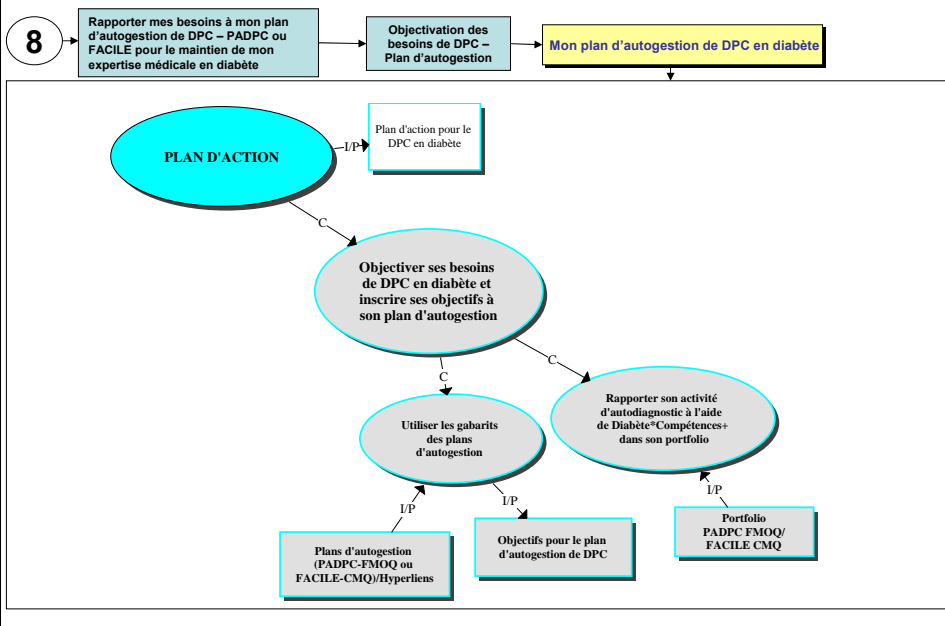 8
Rapporter mes besoins à mon plan
d'autogestion de DPC – PADPC ou
FACILE pour le maintien de mon
expertise médicale en diabète
Objectivation des
besoins de DPC –
Plan d'autogestion
Mon plan d'autogestion de DPC en diabète
PLAN D'ACTION
I/P
Plan d'action pour le
DPC en diabète
C
Objectiver ses besoins
de DPC en diabète et
inscrire ses objectifs à
son plan d'autogestion
C
C
Utiliser les gabarits
des plans
d'autogestion
Rapporter son activité
d'autodiagnostic à l'aide
de Diabète*Compétences+
dans son portfolio
I/P
I/P
I/P
Plans d'autogestion
(PADPC-FMOQ ou
FACILE-CMQ)/Hyperliens
Objectifs pour le plan
d'autogestion de DPC
Portfolio
PADPC FMOQ/
FACILE CMQ